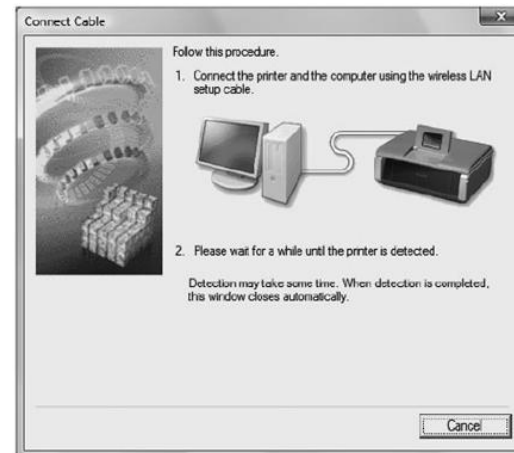 Connect Cable
Follow this procedure.
1. Connect the printer and the computer using the wireless LAN
setup cable.
2. Please wait for a while until the printer is detected.
Detection may take some time. When detection is completed,
this window closes automatically.
Cancel